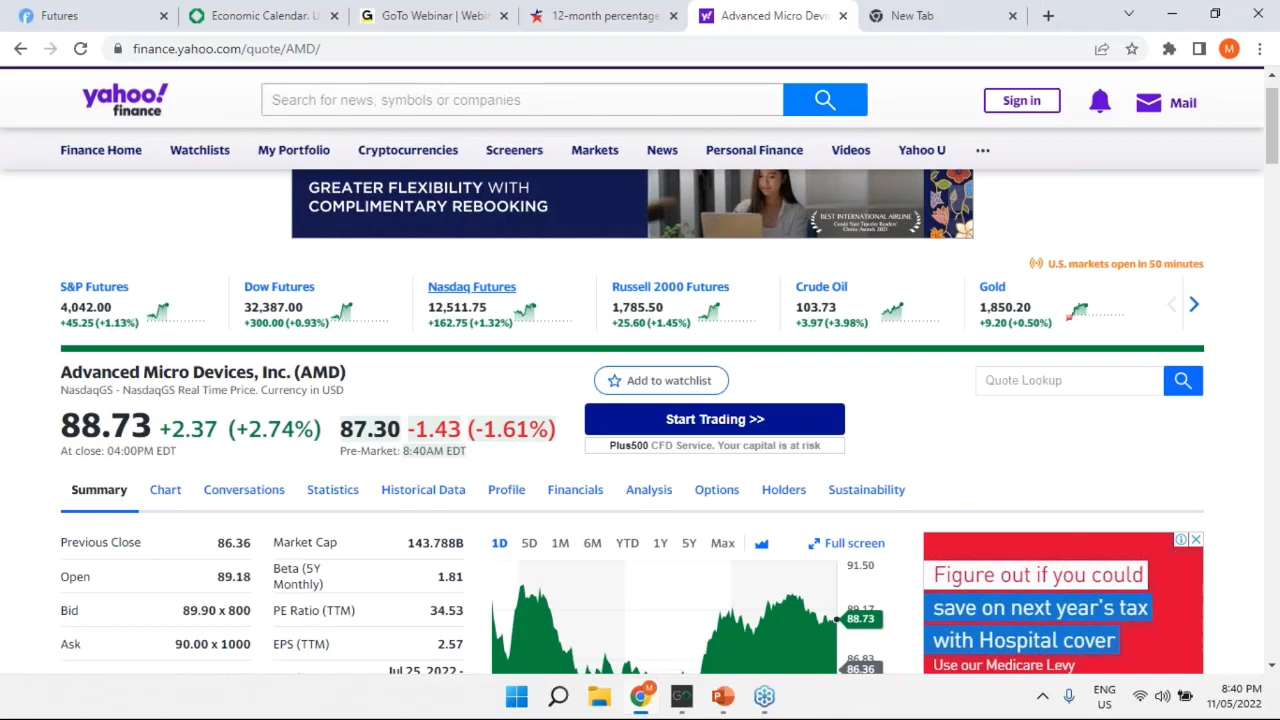 Futures
Economic Calendar. U
GoTo Webinar | Webin
12-month percentage
Advanced Micro Devi
New Tab
finance.yahoo.com/quote/AMD/
M
yahoo!
finance
Search for news, symbols or companies
Sign in
Mail
Finance Home
Watchlists
My Portfolio
Cryptocurrencies
Screeners
Markets
News
Personal Finance
Videos
Yahoo U
...
GREATER FLEXIBILITY WITH
COMPLIMENTARY REBOOKING
BEST INTERNATIONAL AIRLINE
U.S. markets open in 50 minutes
S&P Futures
4,042.00
+45.25 (+1.13%)
Dow Futures
32,387.00
+300.00 (+0.93%)
Nasdaq Futures
12,511.75
+162.75 (+1.32%)
Russell 2000 Futures
1,785.50
+25.60 (+1.45%)
Crude Oil
103.73
+3.97 (+3.98%)
Gold
1,850.20
+9.20 (+0.50%)
Advanced Micro Devices, Inc. (AMD)
NasdaqGS - NasdaqGS Real Time Price. Currency in USD
Add to watchlist
Quote Lookup
88.73 +2.37 (+2.74%)
At close: 04:00PM EDT
87.30 -1.43 (-1.61%)
Pre-Market: 8:40AM EDT
Start Trading >>
Plus500 CFD Service. Your capital is at risk
Summary
Chart
Conversations
Statistics
Historical Data
Profile
Financials
Analysis
Options
Holders
Sustainability
Previous Close 86.36
Open 89.18
Bid 89.90 x 800
Ask 90.00 x 1000
Market Cap 143.788B
Beta (5Y
Monthly) 1.81
PE Ratio (TTM) 34.53
EPS (TTM) 2.57
Jul 25, 2022 -
1D 5D 1M 6M YTD 1Y 5Y Max
Full screen
91.50
89.17
88.73
86.83
86.36
Figure out if you could
save on next year's tax
with Hospital cover
Use our Medicare Levy
M
GO
P
ENG
US
8:40 PM
11/05/2022